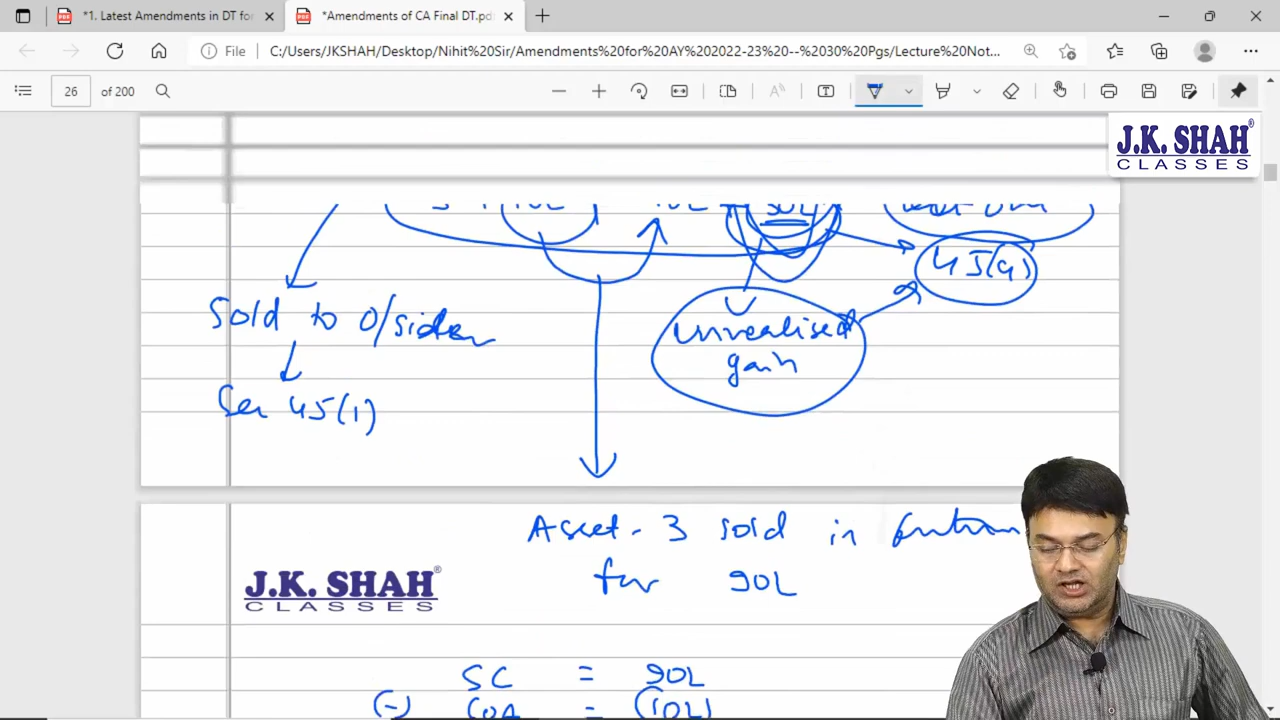 *1. Latest Amendments in DT for
*Amendments of CA Final DT.pdf
File
C:/Users/JKSHAH/Desktop/Nihit%20Sir/Amendments%20for%20AY%202022-23%20--%2030%20Pgs/Lecture%20Not...
26 of 200
J.K. SHAH®
CLASSES
45(4)
Sold to O/sider
unrealised
gain
Sec 45(1)
Asset - 3 sold in future
for 90L
J.K. SHAH®
CLASSES
SC = 90L
(-) COA = (10L)